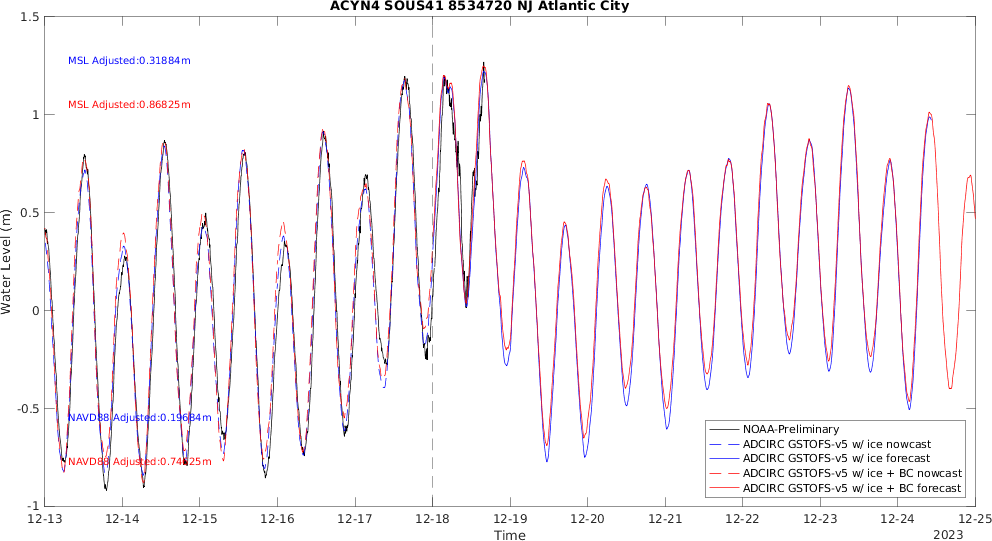 ACYN4 SOUS41 8534720 NJ Atlantic City
1.5
1
0.5
0
-0.5
-1
Water Level (m)
MSL Adjusted:0.31884m
MSL Adjusted:0.86825m
NAVD88 Adjusted:0.19684m
NAVD88 Adjusted:0.74625m
NOAA-Preliminary
ADCIRC GSTOFS-v5 w/ ice nowcast
ADCIRC GSTOFS-v5 w/ ice forecast
ADCIRC GSTOFS-v5 w/ ice + BC nowcast
ADCIRC GSTOFS-v5 w/ ice + BC forecast
12-13 12-14 12-15 12-16 12-17 12-18 12-19 12-20 12-21 12-22 12-23 12-24 12-25
Time
2023